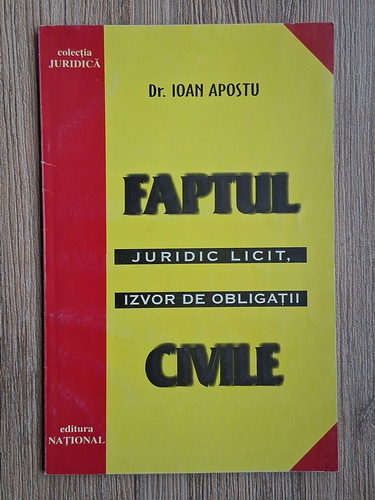 colecția
JURIDICĂ
Dr. IOAN APOSTU
FAPTUL
JURIDIC LICIT,
IZVOR DE OBLIGAȚII
CIVILE
editura
NAȚIONAL